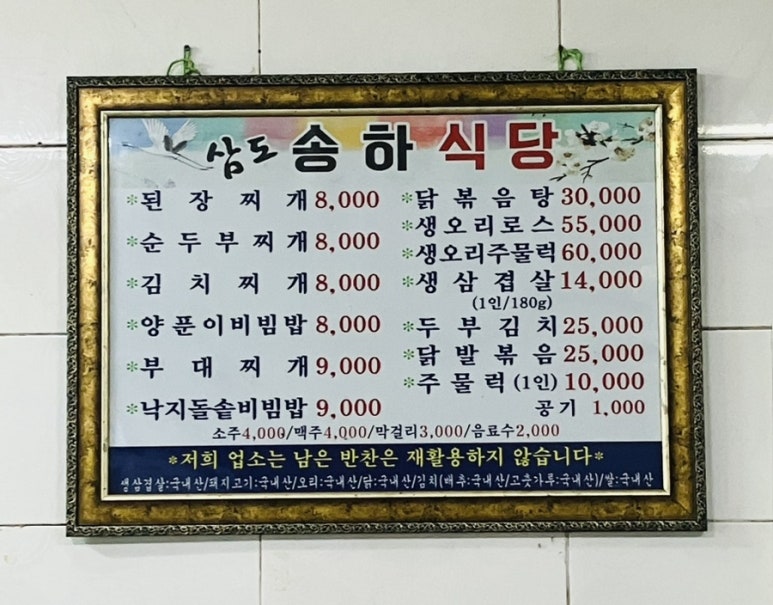 삼도 송하식당
*된장찌개 8,000
*순두부찌개 8,000
*김치찌개 8,000
*양푼이비빔밥 8,000
*부대찌개 9,000
*낙지돌솥비빔밥 9,000
*닭볶음탕 30,000
*생오리로스 55,000
*생오리주물럭 60,000
*생삼겹살 14,000
(1인/180g)
*두부김치 25,000
*닭발볶음 25,000
*주물럭 (1인) 10,000
공기 1,000
소주4,000/맥주4,000/막걸리3,000/음료수2,000
*저희 업소는 남은 반찬은 재활용하지 않습니다*
생삼겹살:국내산/돼지고기:국내산/오리:국내산/닭:국내산/김치(배추:국내산/고춧가루:국내산)/쌀:국내산